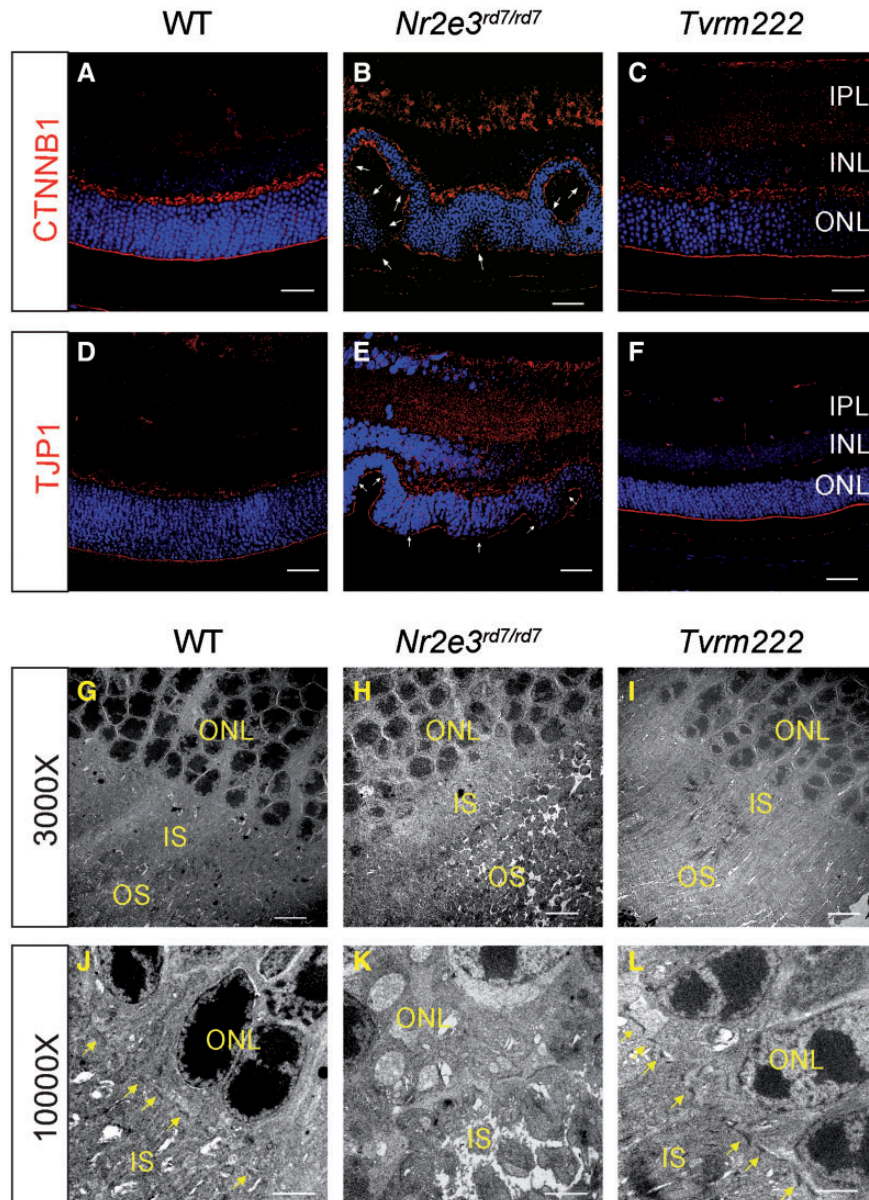 WT Nr2e3rd7/rd7 Tvrm222
CTNNB1
A B C
IPL
INL
ONL
TJP1
D E F
IPL
INL
ONL
WT Nr2e3rd7/rd7 Tvrm222
3000X
G H I
ONL ONL ONL
IS IS IS
OS OS OS
10000X
J K L
ONL ONL ONL
IS IS IS